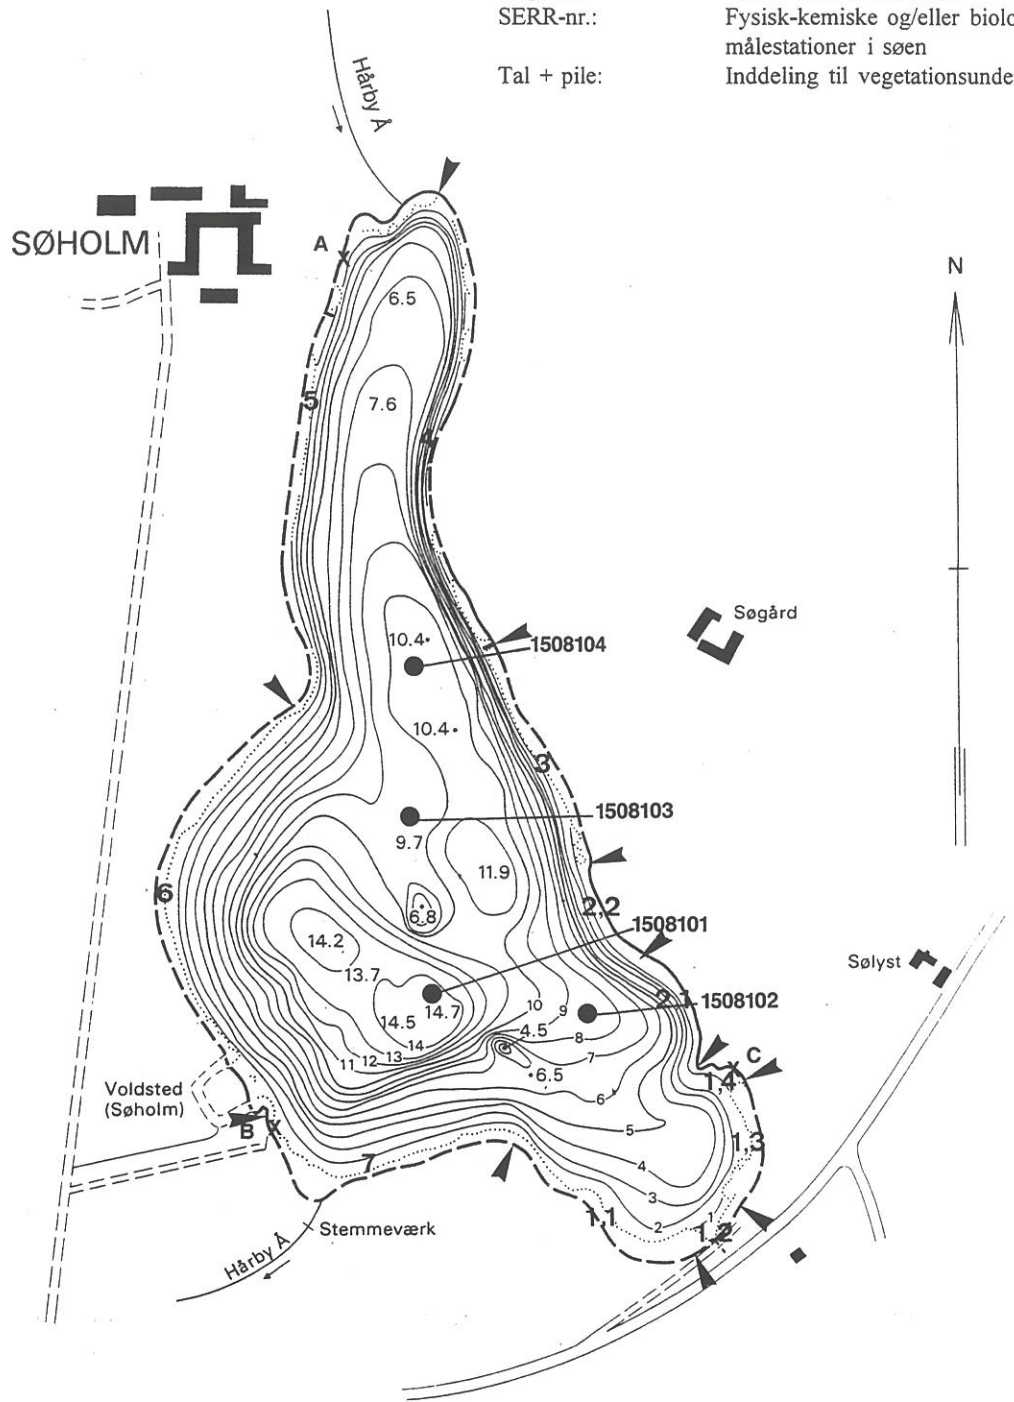 SERR-nr.: Fysisk-kemiske og/eller biolo
målestationer i søen
Tal + pile: Inddeling til vegetationsunde
Hårby Å
SØHOLM
A
N
6.5
5
7.6
4
Søgård
10.4
1508104
10.4
3
1508103
9.7
11.9
6
6.8
2,2
1508101
14.2
Sølyst
13.7
14.7
14.5
10
9
2,1
1508102
4.5
8
14
13
12
11
7
C
6.5
1,4
Voldsted
(Søholm)
6
B
5
1,3
7
4
3
1,1
2
1
1,2
Stemmeværk
Hårby Å